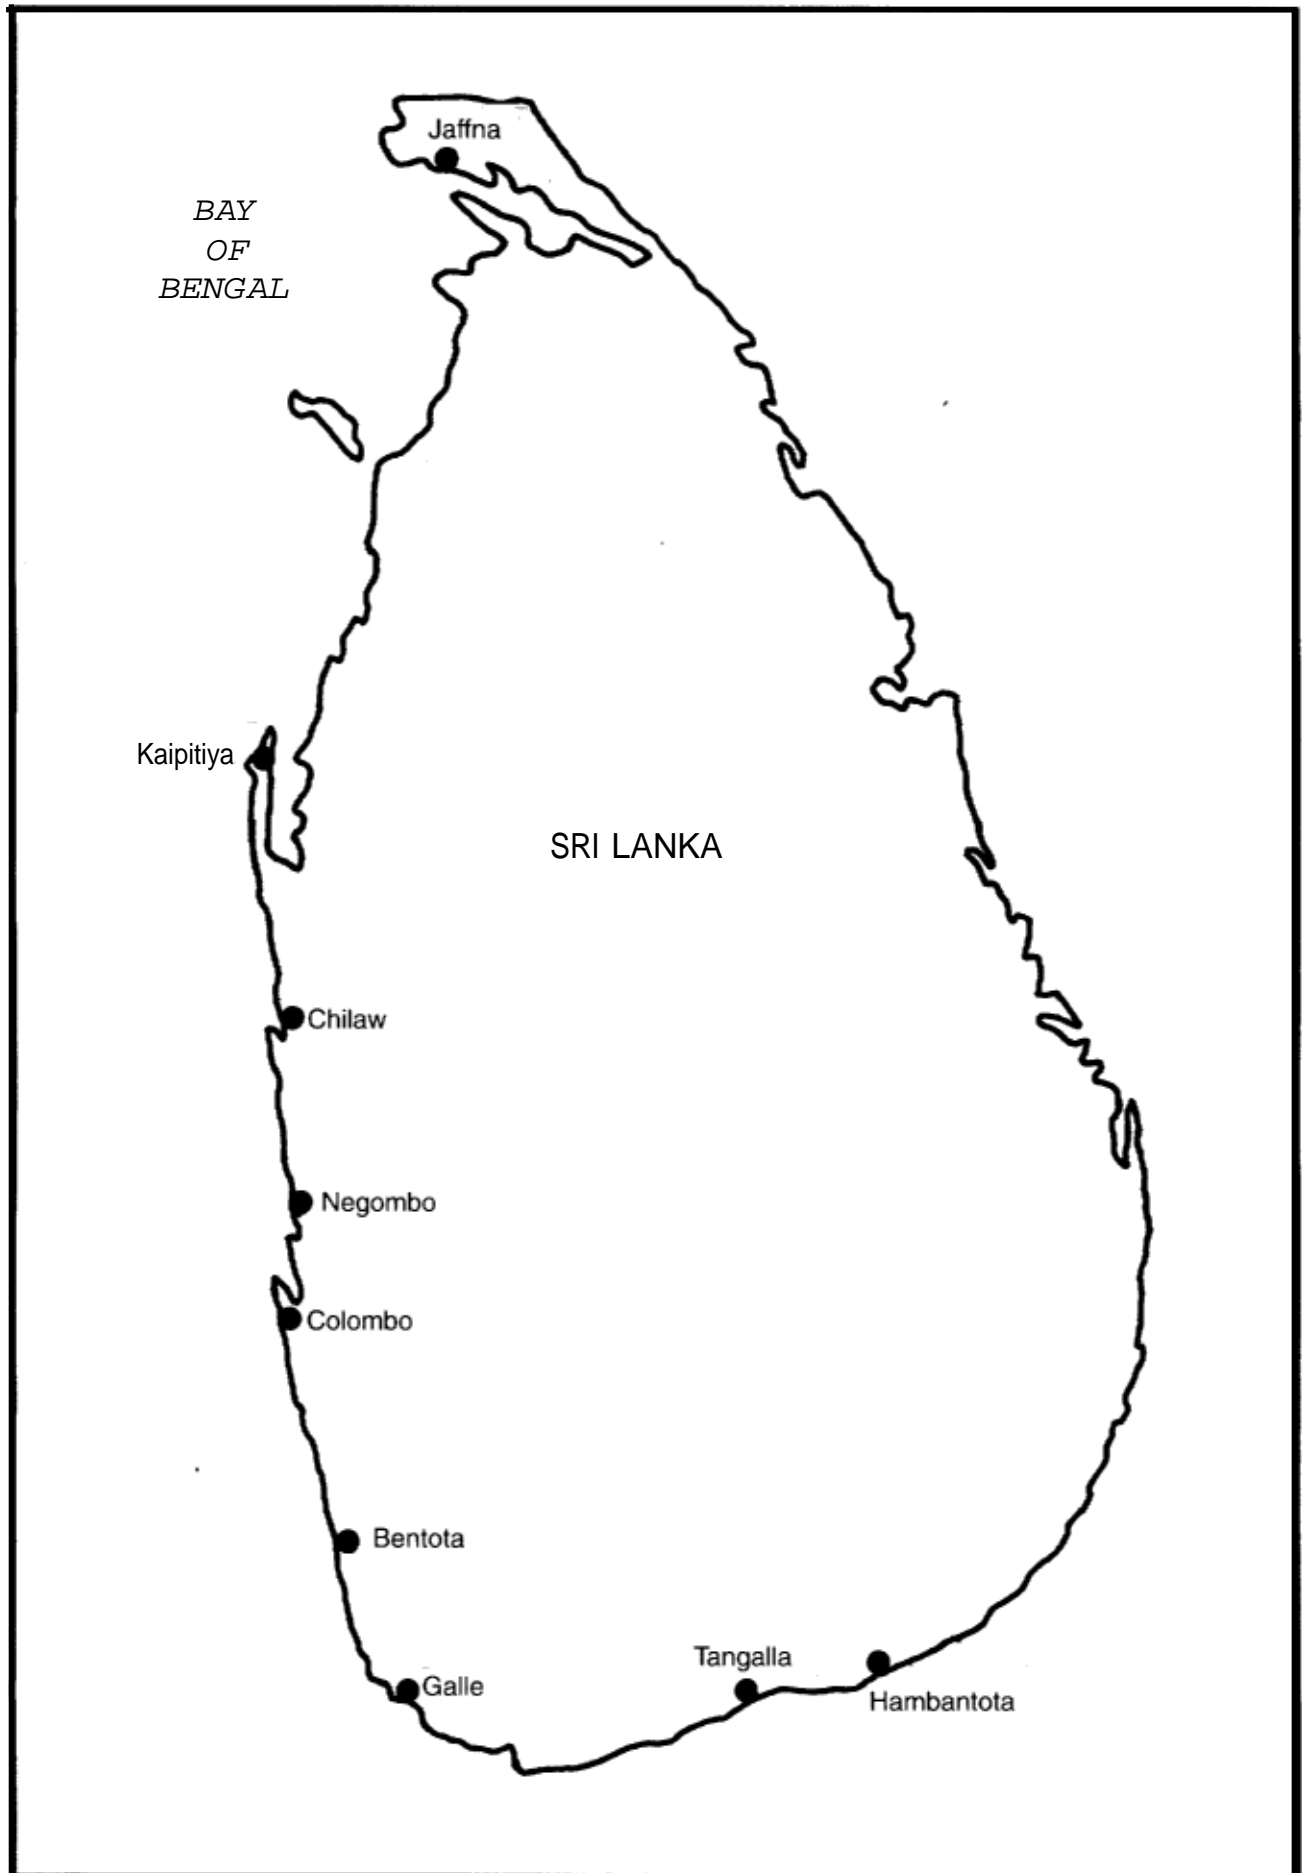 Jaffna
BAY
OF
BENGAL
Kaipitiya
SRI LANKA
Chilaw
Negombo
Colombo
Bentota
Tangalla
Galle
Hambantota